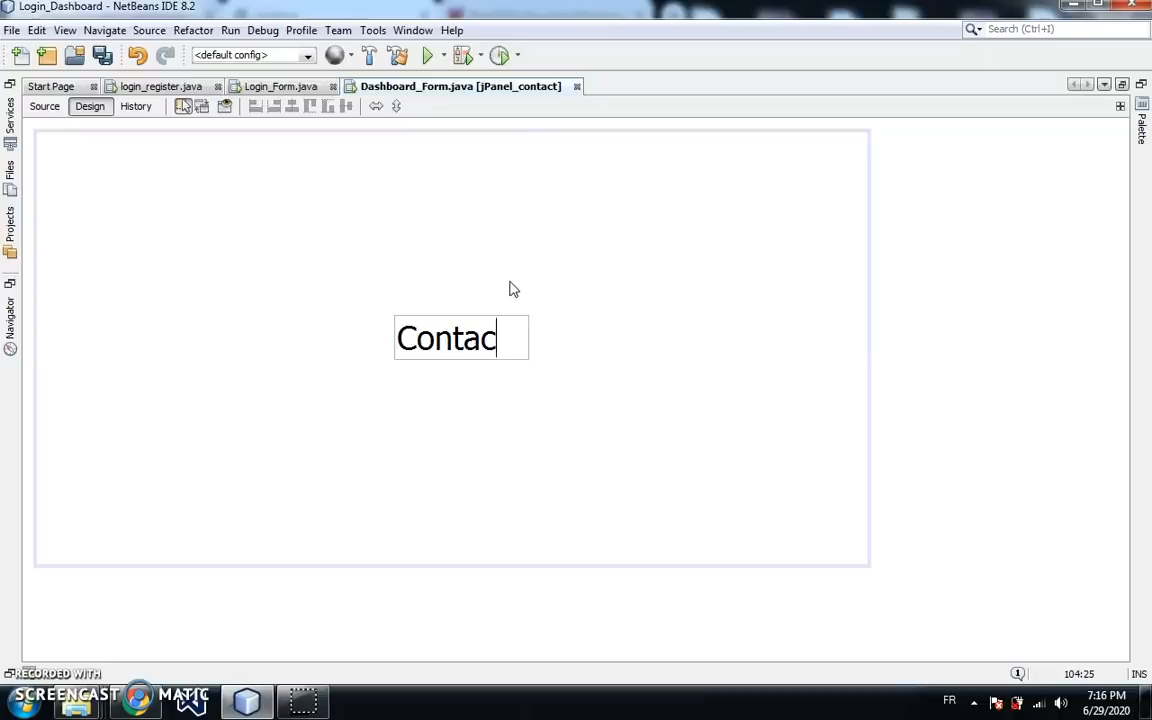 Login_Dashboard - NetBeans IDE 8.2
File Edit View Navigate Source Refactor Run Debug Profile Team Tools Window Help
Search (Ctrl+I)
<default config>
Start Page login_register.java Login_Form.java Dashboard_Form.java [jPanel_contact]
Source Design History
Services
Files
Projects
Navigator
Palette
Contac
104:25 INS
RECORDED WITH
SCREENCAST MATIC
FR
7:16 PM
6/29/2020